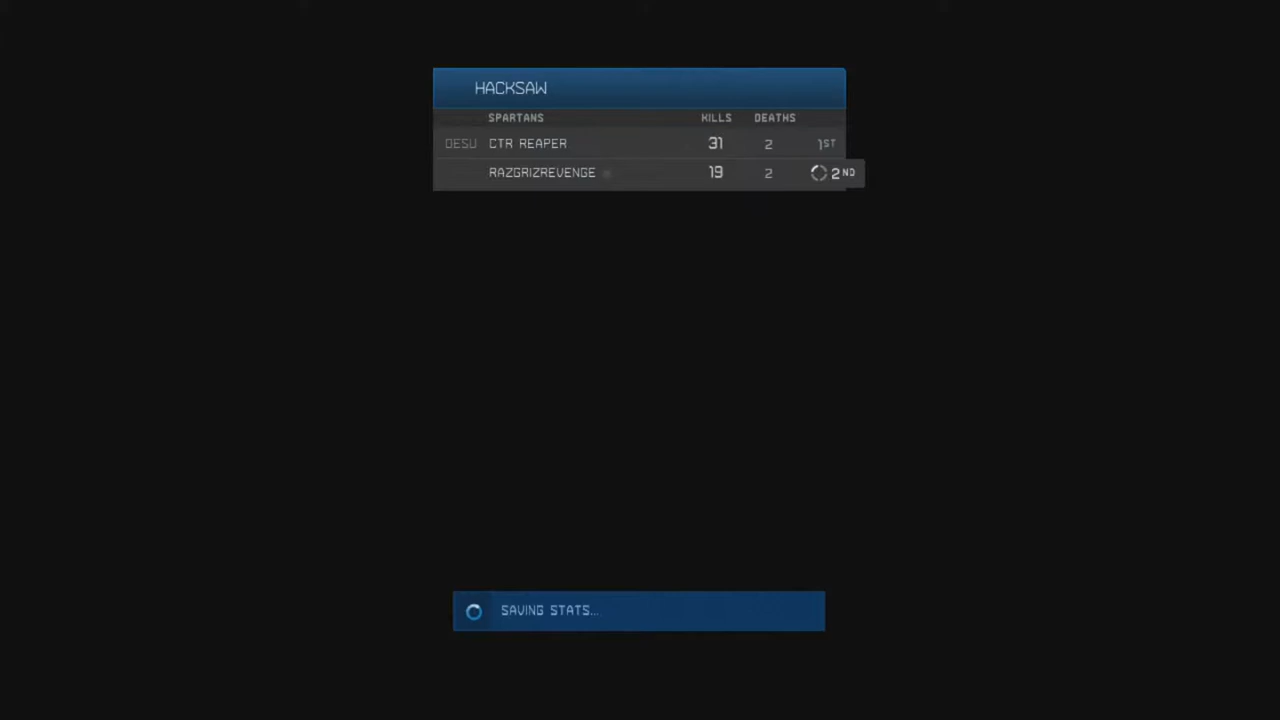 HACKSAW
SPARTANS KILLS DEATHS
DESU CTR REAPER 31 2 1ST
RAZGRIZREVENGE 19 2 2ND
SAVING STATS...